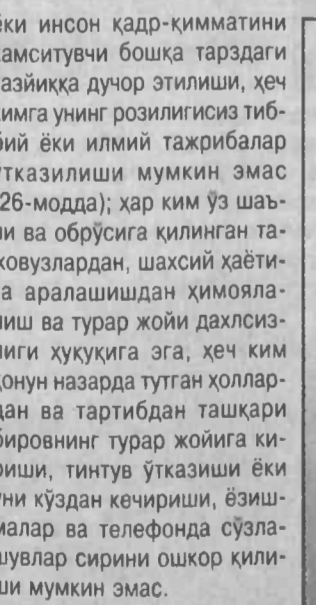 ёки инсон қадр-қимматини
камситувчи бошқа тарздаги
тазйиққа дучор этилиши, ҳеч
кимга унинг розилигисиз тиб-
бий ёки илмий тажрибалар
ўтказилиши мумкин эмас
(26-модда); ҳар ким ўз шаъ-
ни ва обрўсига қилинган та-
жовузлардан, шахсий ҳаёти-
га аралашишдан ҳимояла-
ниш ва турар жойи дахлсиз-
лиги ҳуқуқига эга, ҳеч ким
қонун назарда тутган ҳоллар-
дан ва тартибдан ташқари
бировнинг турар жойига ки-
риши, тинтув ўтказиши ёки
уни кўздан кечириши, ёзиш-
малар ва телефонда сўзла-
шувлар сирини ошкор қили-
ши мумкин эмас.